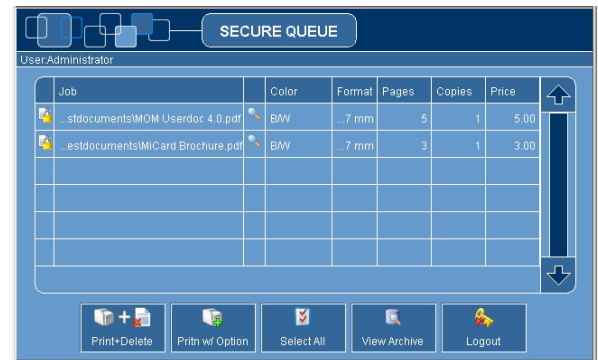 SECURE QUEUE
User:Administrator
Job Color Format Pages Copies Price
...stdocuments\MOM Userdoc 4.0.pdf B/W ...7 mm 5 1 5.00
...estdocuments\MiCard Brochure.pdf B/W ...7 mm 3 1 3.00
Print+Delete Pritn w/ Option Select All View Archive Logout